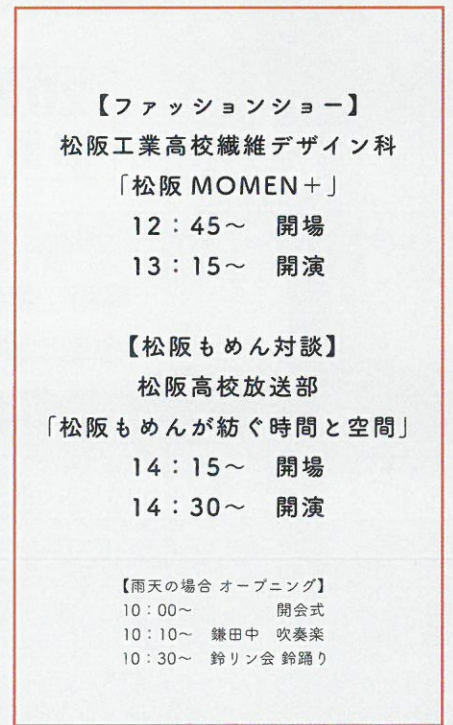 【ファッションショー】
松阪工業高校繊維デザイン科
「松阪 MOMEN＋」
12：45〜　開場
13：15〜　開演
【松阪もめん対談】
松阪高校放送部
「松阪もめんが紡ぐ時間と空間」
14：15〜　開場
14：30〜　開演
【雨天の場合 オープニング】
10：00〜　　　　開会式
10：10〜　鎌田中　吹奏楽
10：30〜　鈴リン会 鈴踊り